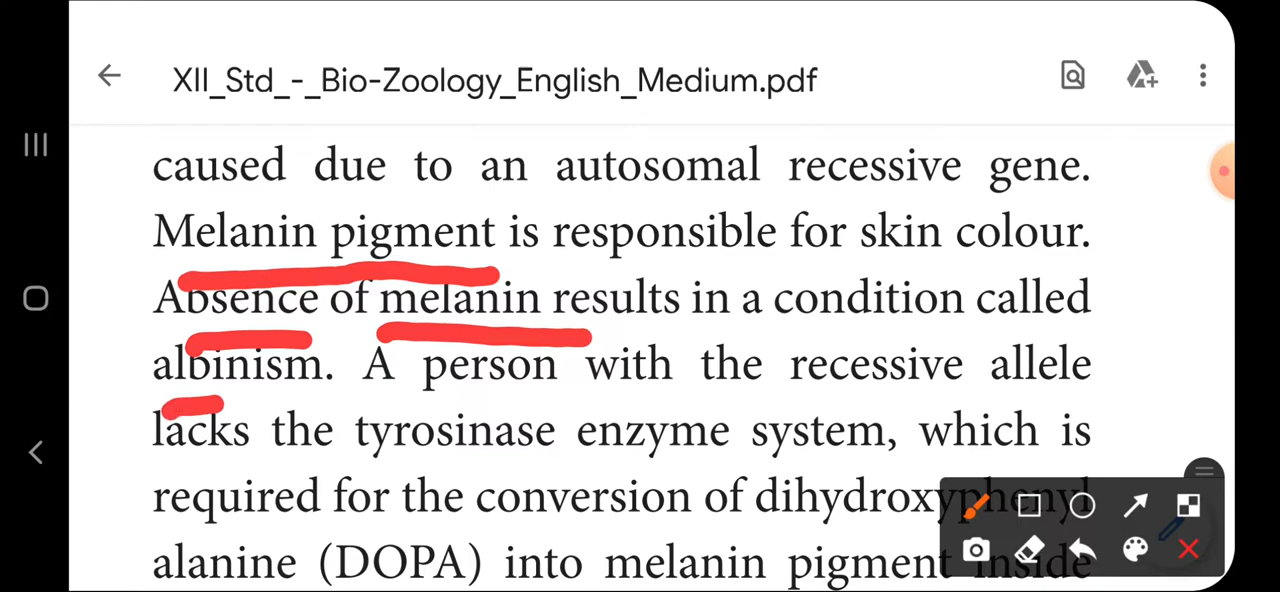 XII_Std_-_Bio-Zoology_English_Medium.pdf
caused due to an autosomal recessive gene.
Melanin pigment is responsible for skin colour.
Absence of melanin results in a condition called
albinism. A person with the recessive allele
lacks the tyrosinase enzyme system, which is
required for the conversion of dihydroxyphenyl
alanine (DOPA) into melanin pigment inside